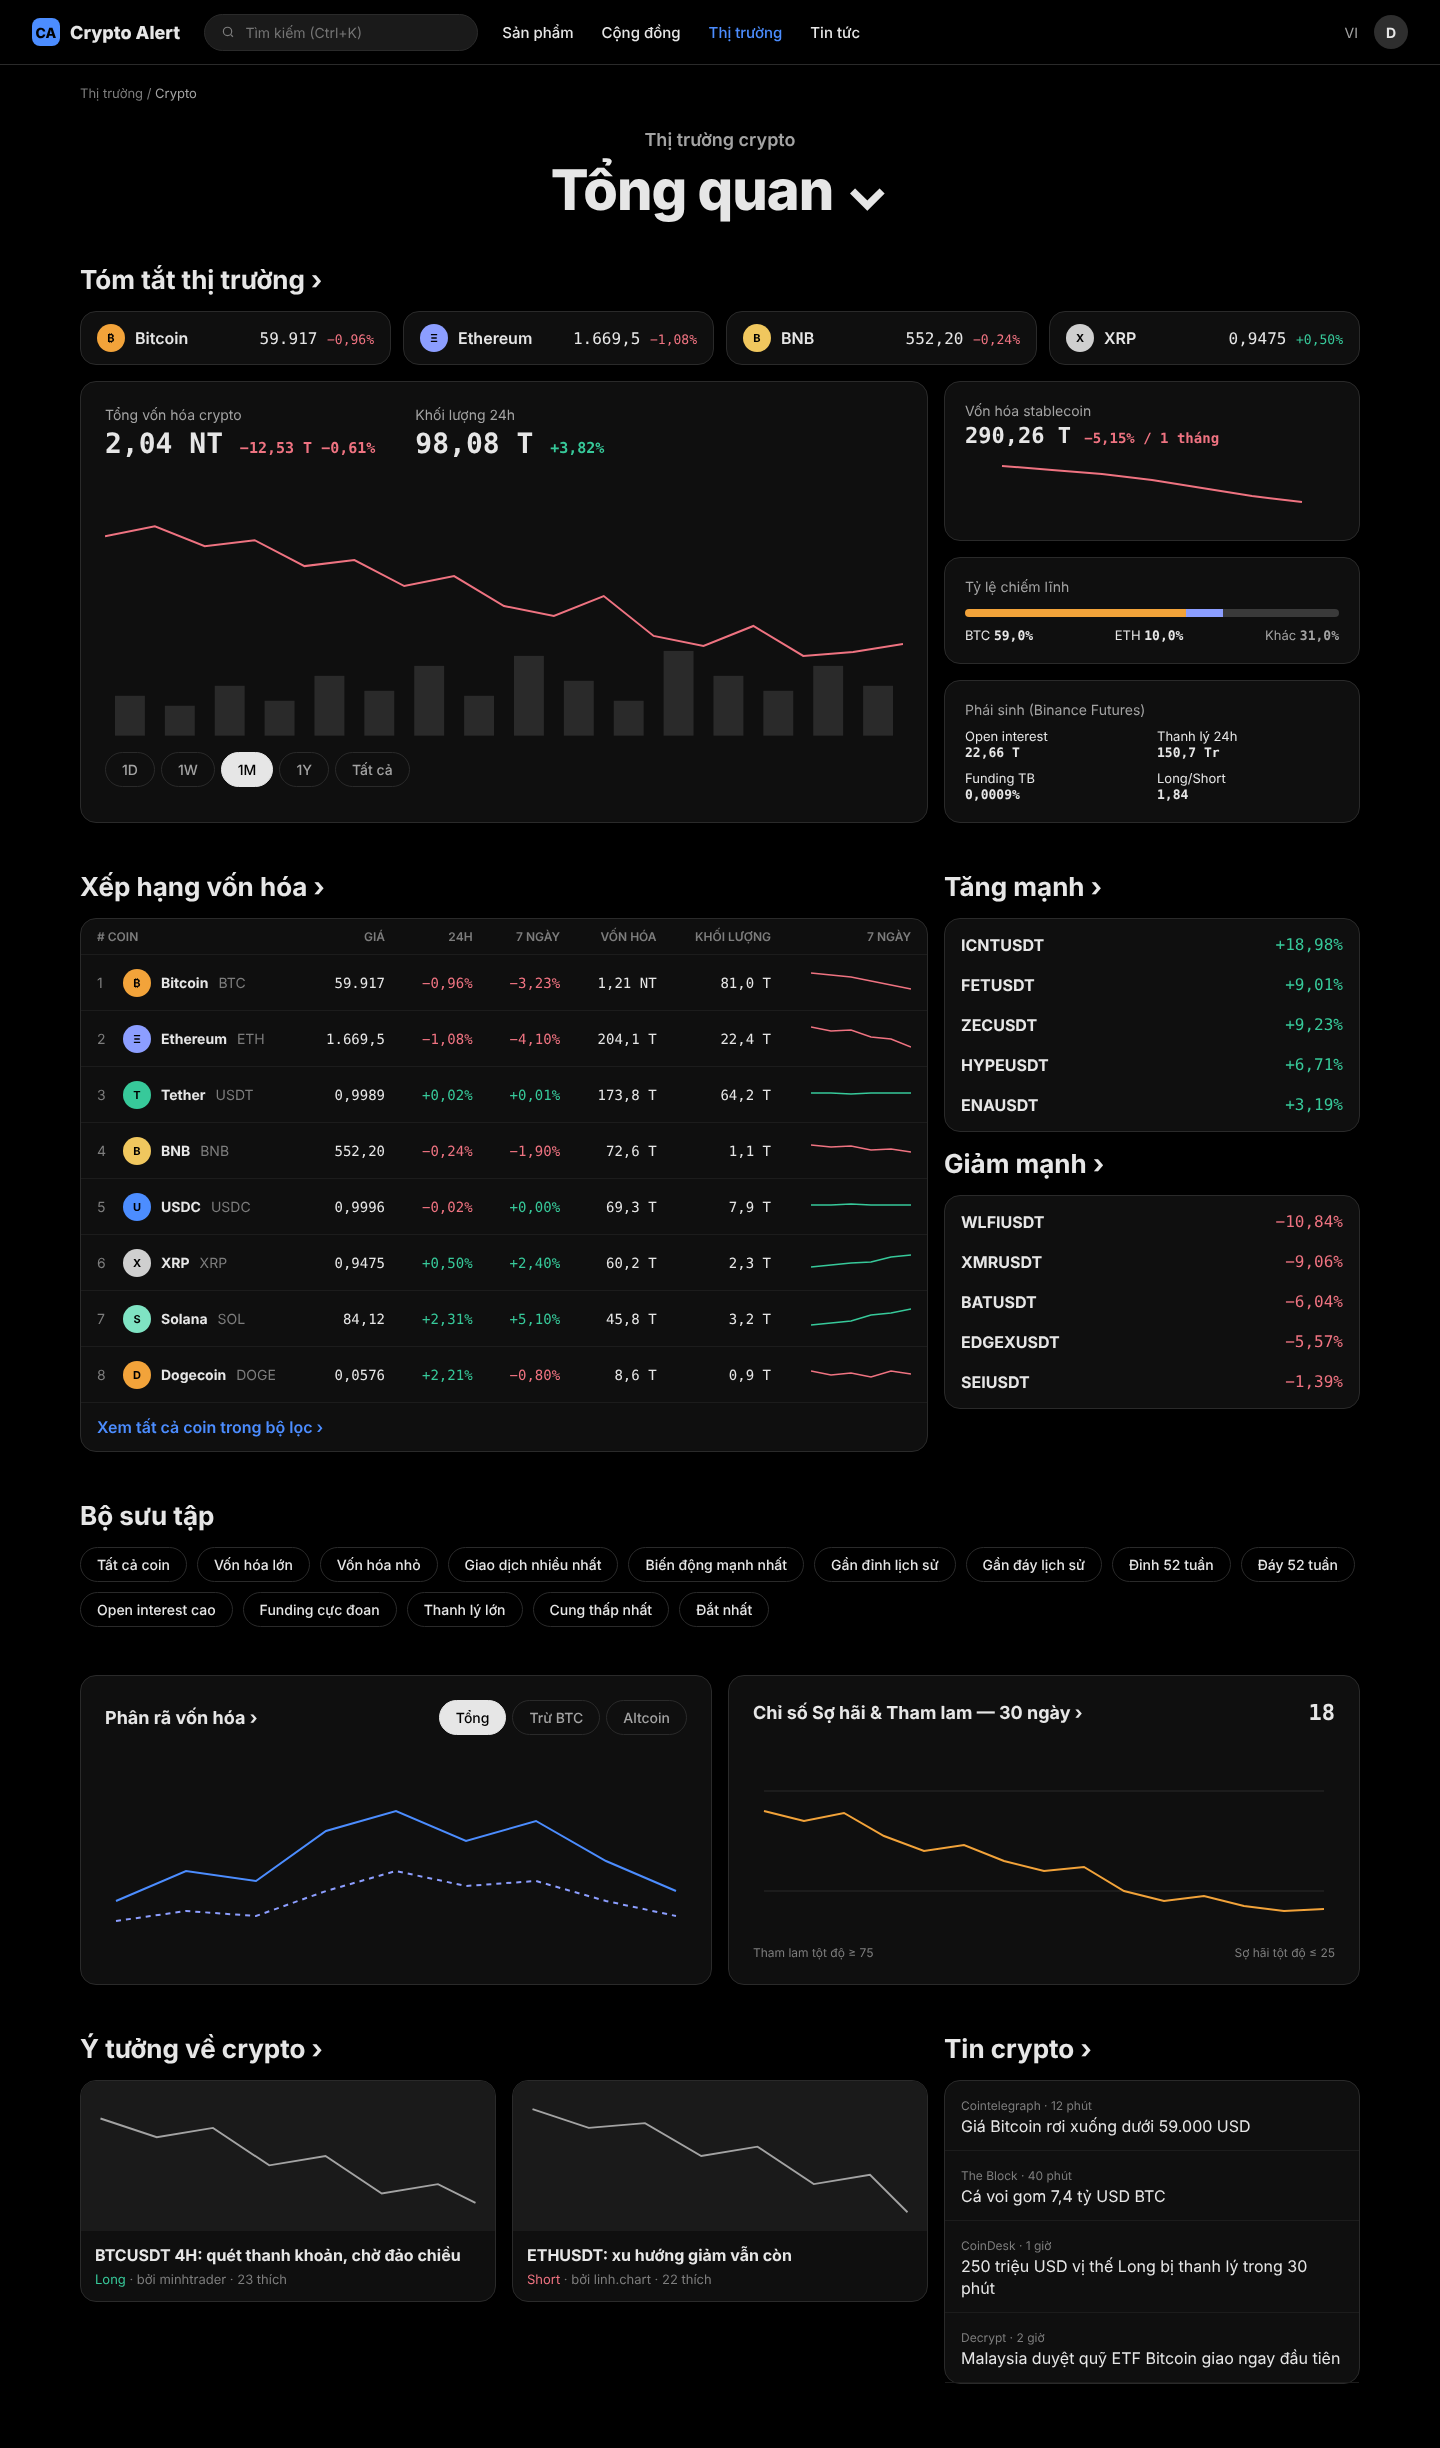 CA Crypto Alert Tìm kiếm (Ctrl+K) Sản phẩm Cộng đồng Thị trường Tin tức VI D
Thị trường / Crypto
Thị trường crypto
Tổng quan
Tóm tắt thị trường ›
B Bitcoin 59.917 −0,96%
Ξ Ethereum 1.669,5 −1,08%
B BNB 552,20 −0,24%
X XRP 0,9475 +0,50%
Tổng vốn hóa crypto
2,04 NT −12,53 T −0,61%
Khối lượng 24h
98,08 T +3,82%
1D 1W 1M 1Y Tất cả
Vốn hóa stablecoin
290,26 T −5,15% / 1 tháng
Tỷ lệ chiếm lĩnh
BTC 59,0% ETH 10,0% Khác 31,0%
Phái sinh (Binance Futures)
Open interest Thanh lý 24h
22,66 T 150,7 Tr
Funding TB Long/Short
0,0009% 1,84
Xếp hạng vốn hóa ›
# COIN GIÁ 24H 7 NGÀY VỐN HÓA KHỐI LƯỢNG 7 NGÀY
1 B Bitcoin BTC 59.917 −0,96% −3,23% 1,21 NT 81,0 T
2 Ξ Ethereum ETH 1.669,5 −1,08% −4,10% 204,1 T 22,4 T
3 T Tether USDT 0,9989 +0,02% +0,01% 173,8 T 64,2 T
4 B BNB BNB 552,20 −0,24% −1,90% 72,6 T 1,1 T
5 U USDC USDC 0,9996 −0,02% +0,00% 69,3 T 7,9 T
6 X XRP XRP 0,9475 +0,50% +2,40% 60,2 T 2,3 T
7 S Solana SOL 84,12 +2,31% +5,10% 45,8 T 3,2 T
8 D Dogecoin DOGE 0,0576 +2,21% −0,80% 8,6 T 0,9 T
Xem tất cả coin trong bộ lọc ›
Tăng mạnh ›
ICNTUSDT +18,98%
FETUSDT +9,01%
ZECUSDT +9,23%
HYPEUSDT +6,71%
ENAUSDT +3,19%
Giảm mạnh ›
WLFIUSDT −10,84%
XMRUSDT −9,06%
BATUSDT −6,04%
EDGEXUSDT −5,57%
SEIUSDT −1,39%
Bộ sưu tập
Tất cả coin Vốn hóa lớn Vốn hóa nhỏ Giao dịch nhiều nhất Biến động mạnh nhất Gần đỉnh lịch sử Gần đáy lịch sử Đỉnh 52 tuần Đáy 52 tuần
Open interest cao Funding cực đoan Thanh lý lớn Cung thấp nhất Đắt nhất
Phân rã vốn hóa › Tổng Trừ BTC Altcoin
Chỉ số Sợ hãi & Tham lam — 30 ngày › 18
Tham lam tột độ ≥ 75 Sợ hãi tột độ ≤ 25
Ý tưởng về crypto ›
BTCUSDT 4H: quét thanh khoản, chờ đảo chiều
Long · bởi minhtrader · 23 thích
ETHUSDT: xu hướng giảm vẫn còn
Short · bởi linh.chart · 22 thích
Tin crypto ›
Cointelegraph · 12 phút
Giá Bitcoin rơi xuống dưới 59.000 USD
The Block · 40 phút
Cá voi gom 7,4 tỷ USD BTC
CoinDesk · 1 giờ
250 triệu USD vị thế Long bị thanh lý trong 30
phút
Decrypt · 2 giờ
Malaysia duyệt quỹ ETF Bitcoin giao ngay đầu tiên